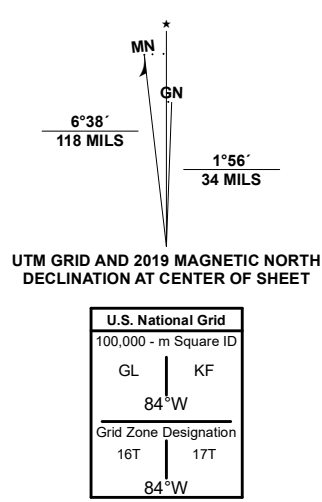 ★
MN
GN
6°38´
118 MILS
1°56´
34 MILS
UTM GRID AND 2019 MAGNETIC NORTH
DECLINATION AT CENTER OF SHEET
U.S. National Grid
100,000 - m Square ID
GL KF
84°W
Grid Zone Designation
16T 17T
84°W